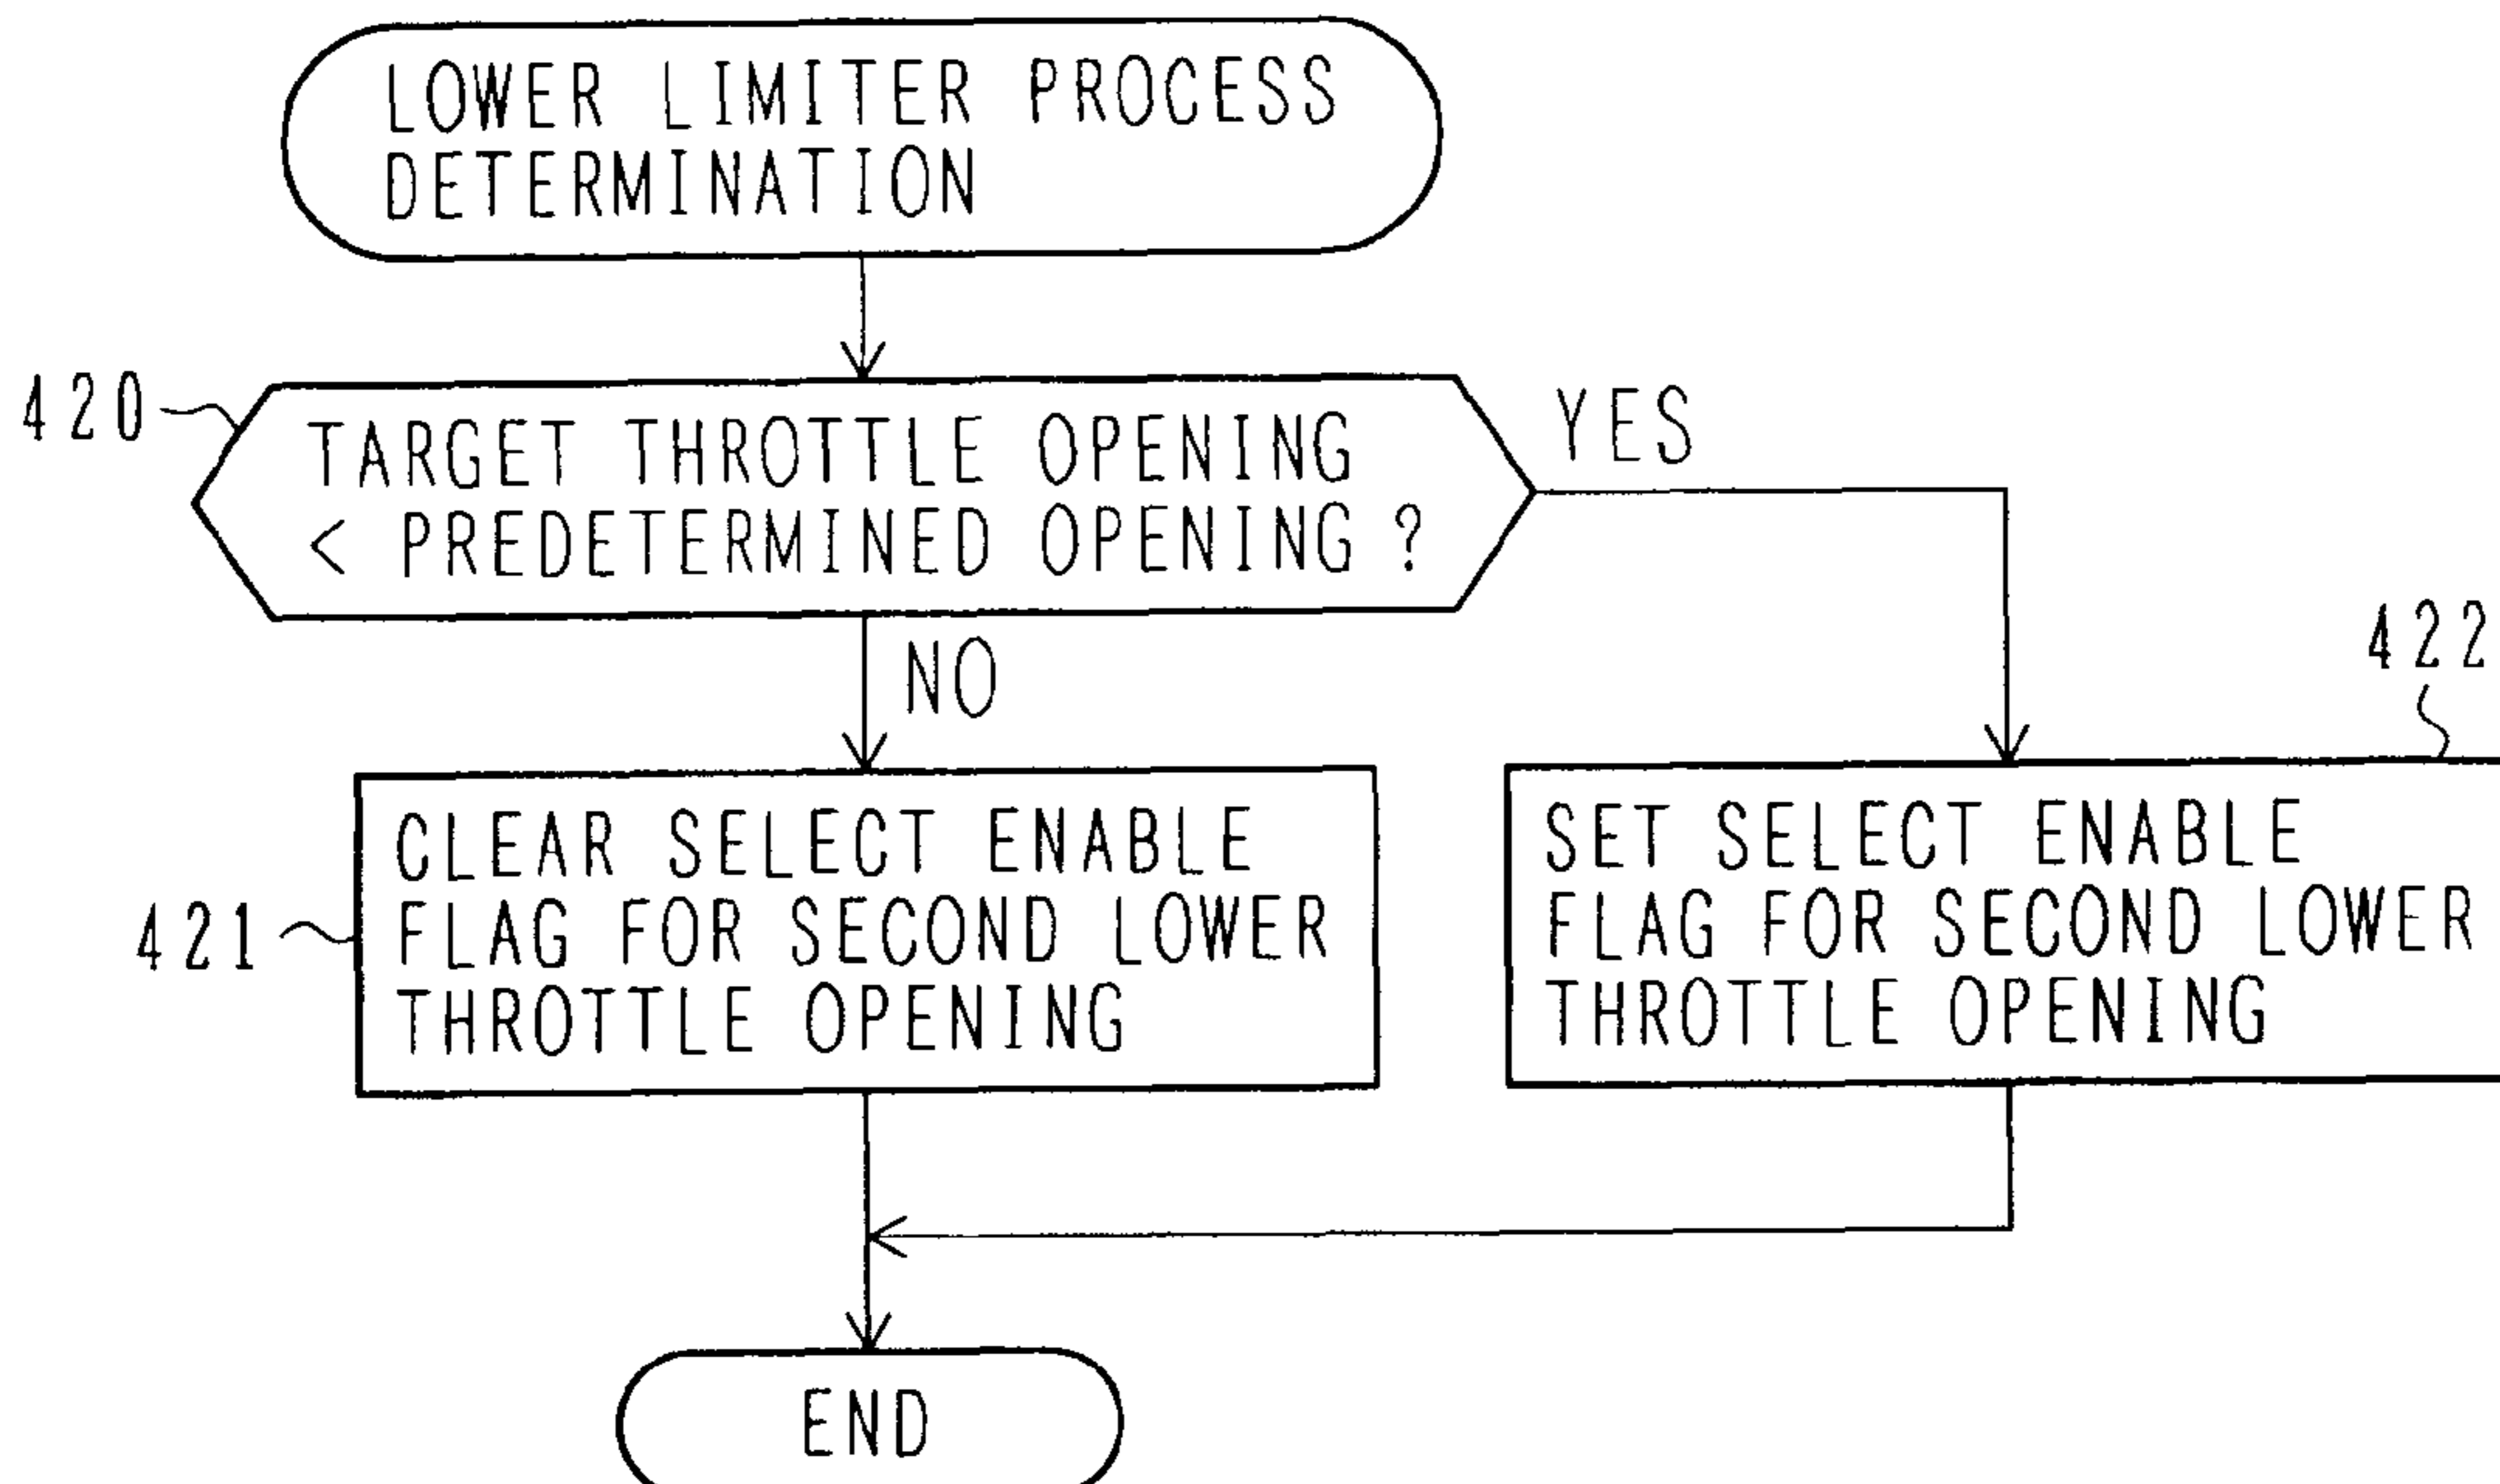 LOWER LIMITER PROCESS
DETERMINATION
420
TARGET THROTTLE OPENING
< PREDETERMINED OPENING ?
YES
NO
422
421
CLEAR SELECT ENABLE
FLAG FOR SECOND LOWER
THROTTLE OPENING
SET SELECT ENABLE
FLAG FOR SECOND LOWER
THROTTLE OPENING
END